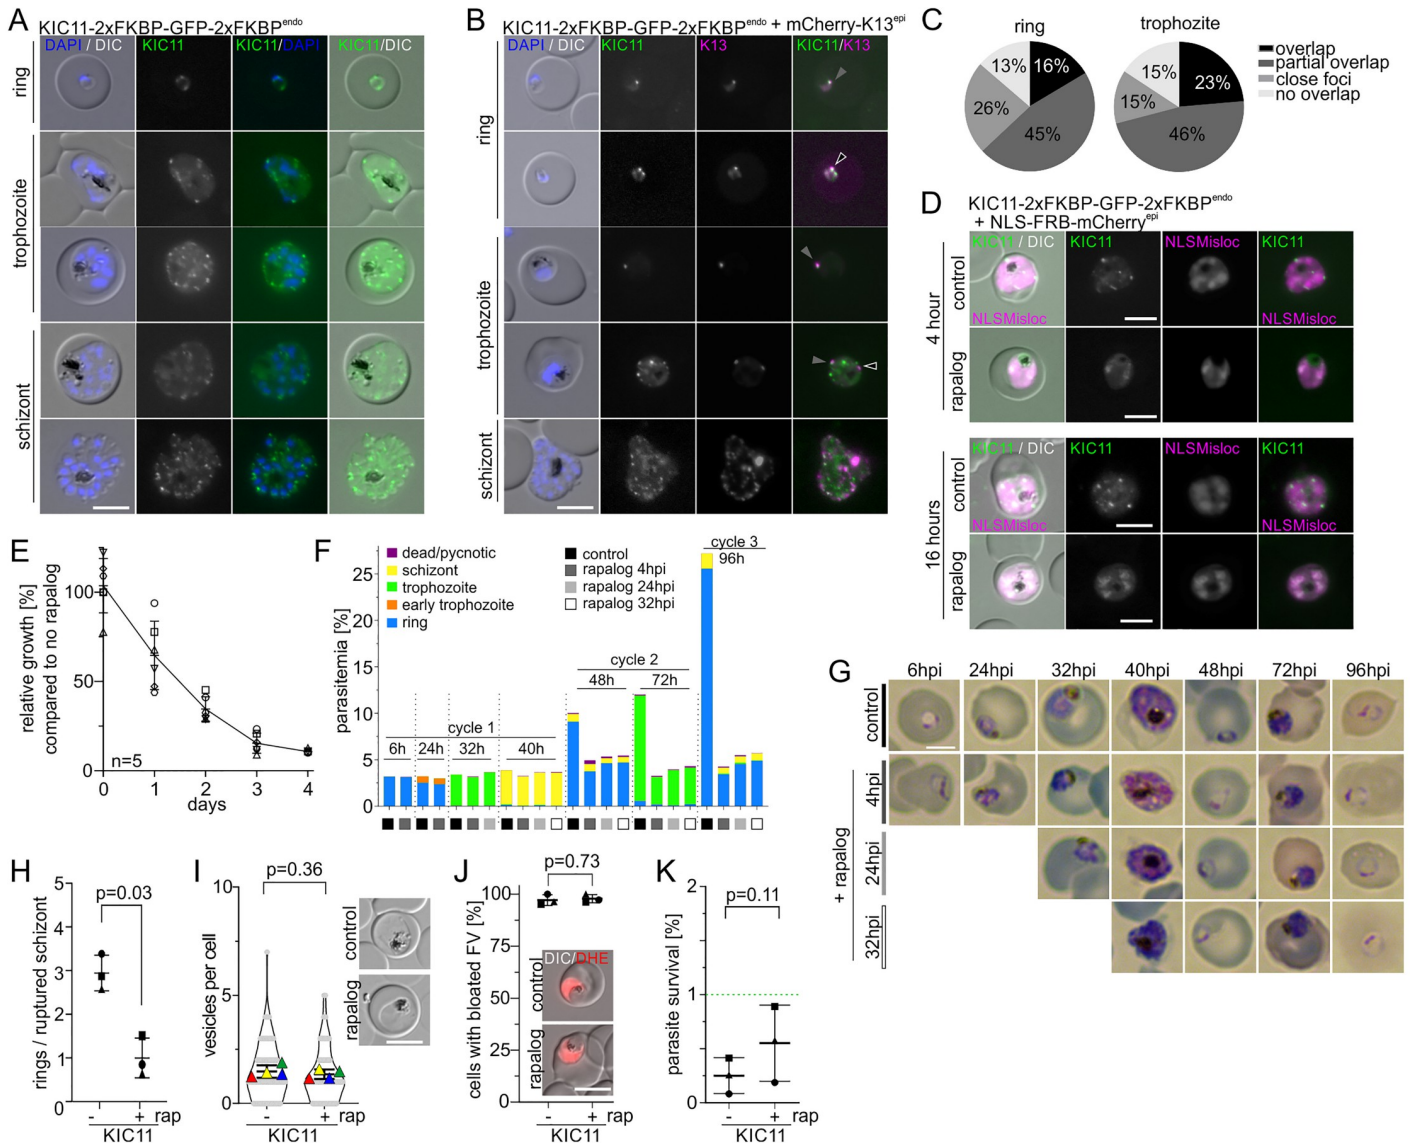 A
KIC11-2xFKBP-GFP-2xFKBPendo
DAPI / DIC
KIC11
KIC11/DAPI
KIC11/DIC
ring
trophozoite
schizont
B
KIC11-2xFKBP-GFP-2xFKBPendo + mCherry-K13epi
DAPI / DIC
KIC11
K13
KIC11/K13
ring
trophozoite
schizont
C
ring
trophozoite
13%
16%
26%
45%
15%
23%
15%
46%
overlap
partial overlap
close foci
no overlap
D
KIC11-2xFKBP-GFP-2xFKBPendo
+ NLS-FRB-mCherryepi
KIC11 / DIC
KIC11
NLSMisloc
KIC11
NLSMisloc
NLSMisloc
4 hour
control
rapalog
KIC11 / DIC
KIC11
NLSMisloc
KIC11
NLSMisloc
NLSMisloc
16 hours
control
rapalog
E
relative growth [%]
compared to no rapalog
100
50
0
n=5
0 1 2 3 4
days
F
parasitemia [%]
25
20
15
10
5
0
dead/pycnotic
schizont
trophozoite
early trophozoite
ring
control
rapalog 4hpi
rapalog 24hpi
rapalog 32hpi
cycle 1
6h
24h
32h
40h
cycle 2
48h
72h
cycle 3
96h
G
6hpi
24hpi
32hpi
40hpi
48hpi
72hpi
96hpi
control
+ rapalog
4hpi
24hpi
32hpi
H
rings / ruptured schizont
5
4
3
2
1
0
p=0.03
- + rap
KIC11
I
vesicles per cell
10
5
0
p=0.36
- + rap
KIC11
control
rapalog
J
cells with bloated FV [%]
100
75
50
25
0
p=0.73
DIC/DHE
control
rapalog
- + rap
KIC11
K
parasite survival [%]
2
1
0
p=0.11
- + rap
KIC11